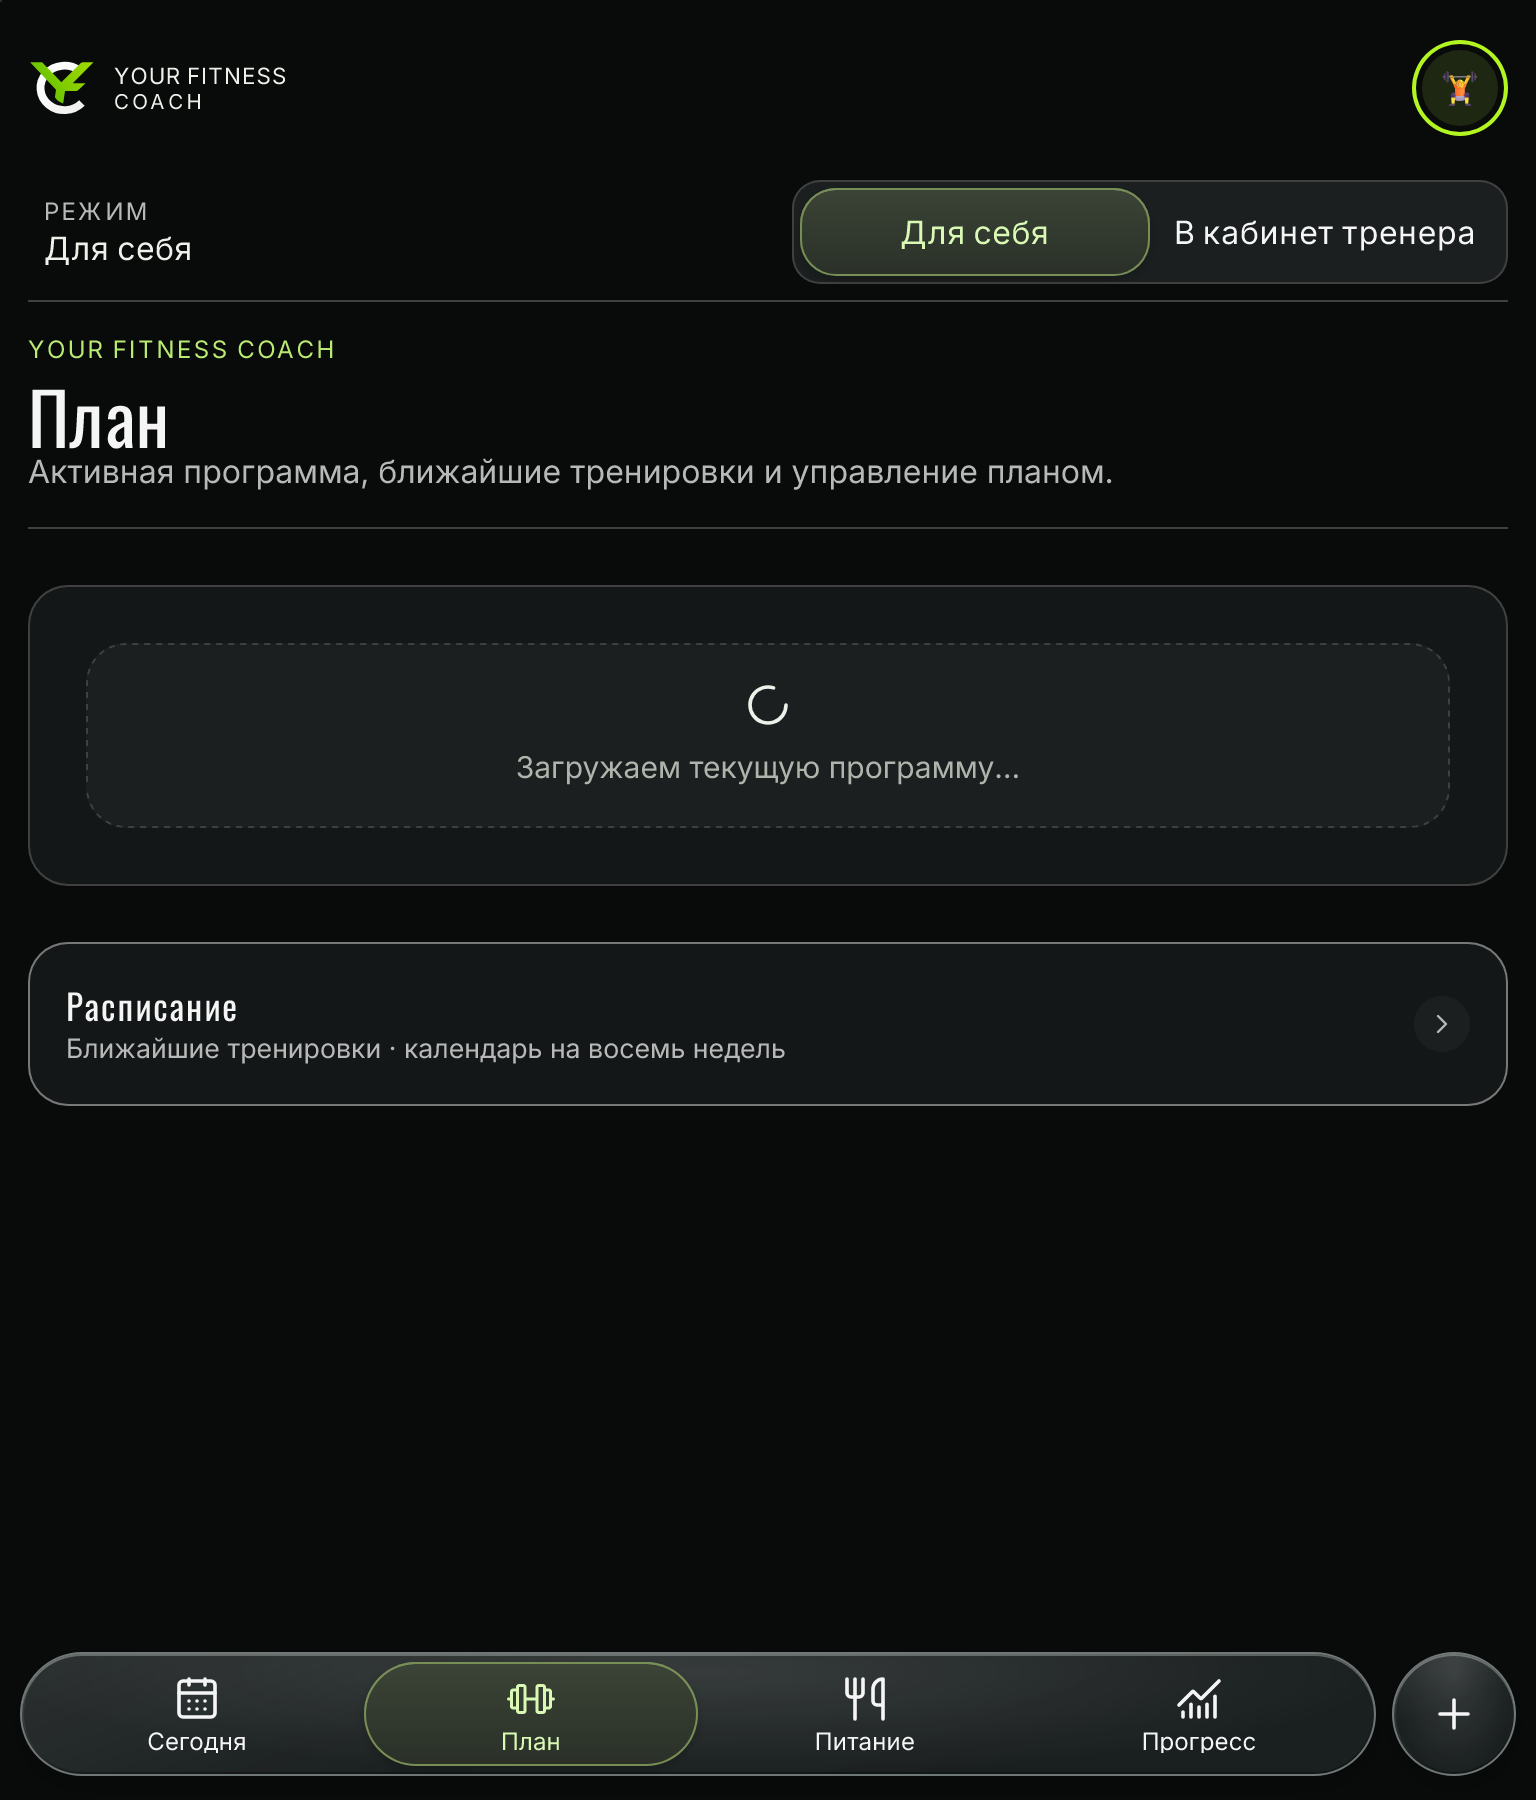 YOUR FITNESS
COACH
РЕЖИМ
Для себя
Для себя
В кабинет тренера
YOUR FITNESS COACH
План
Активная программа, ближайшие тренировки и управление планом.
Загружаем текущую программу...
Расписание
Ближайшие тренировки · календарь на восемь недель
Сегодня
План
Питание
Прогресс